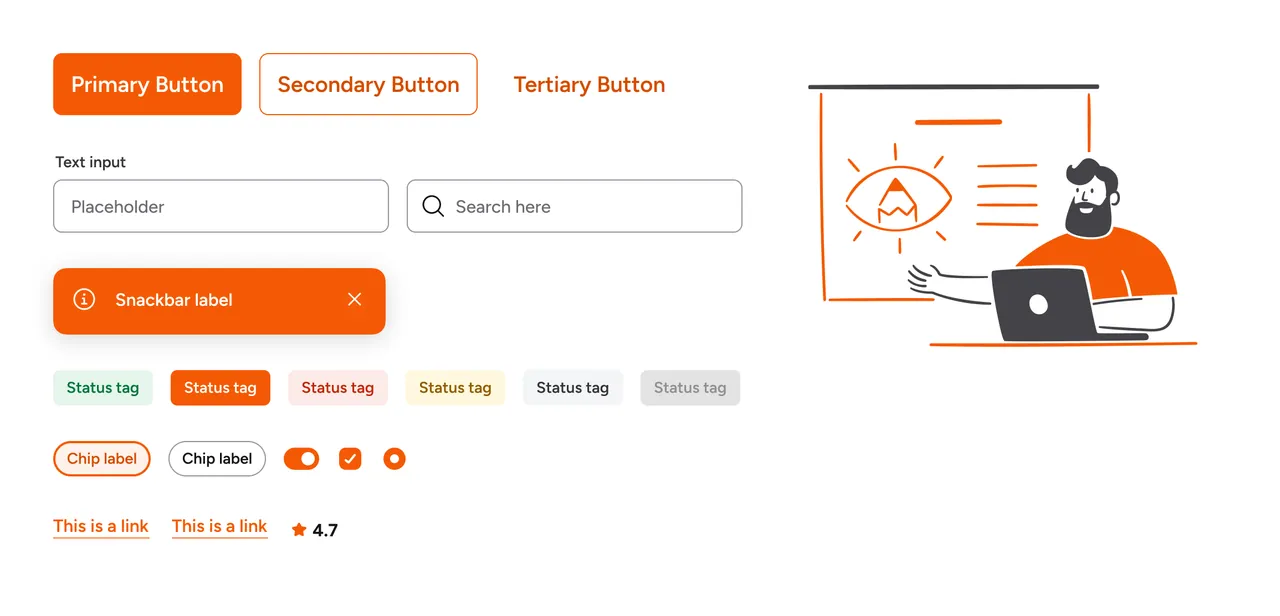 Primary Button
Secondary Button
Tertiary Button
Text input
Placeholder
Search here
Snackbar label
Status tag
Status tag
Status tag
Status tag
Status tag
Status tag
Chip label
Chip label
This is a link
This is a link
4.7